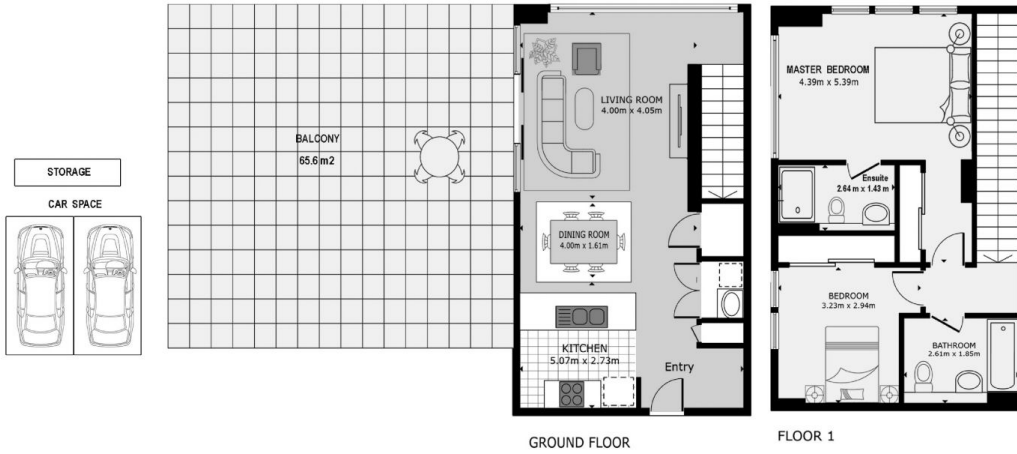 STORAGE
CAR SPACE
BALCONY
65.6 m2
LIVING ROOM
4.00m x 4.05m
DINING ROOM
4.00m x 1.61m
KITCHEN
5.07m x 2.73m
Entry
GROUND FLOOR
MASTER BEDROOM
4.39m x 5.39m
Ensuite
2.64 m x 1.43 m
BEDROOM
3.23m x 2.94m
BATHROOM
2.61m x 1.85m
FLOOR 1